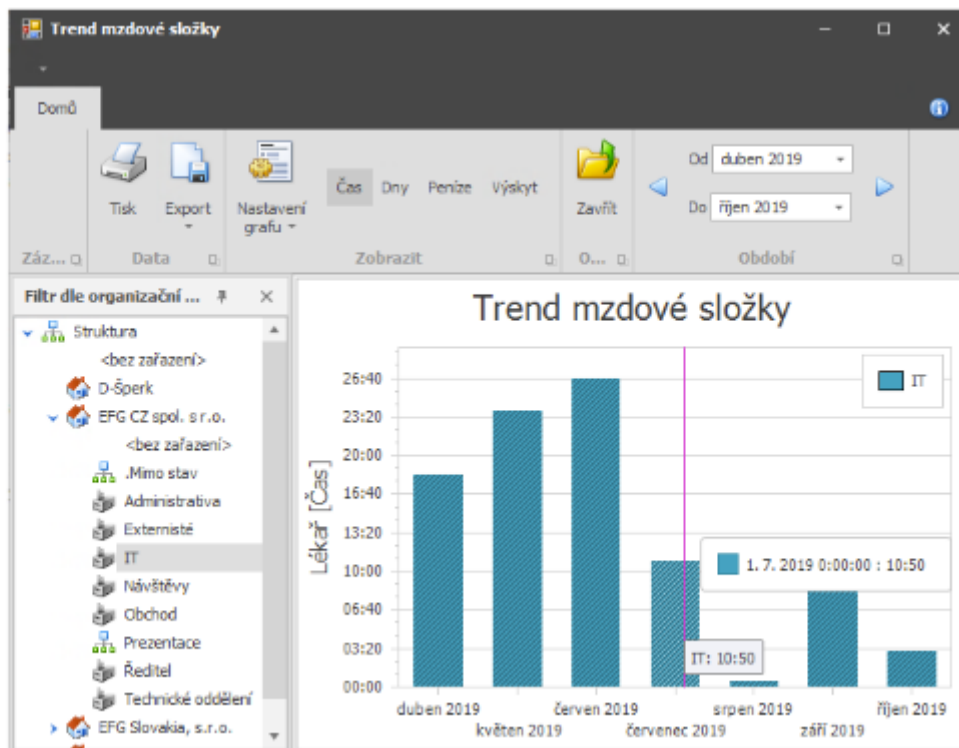 Trend mzdové složky
Domů
Tisk
Export
Nastavení
grafu
Čas
Dny
Peníze
Výskyt
Zavřít
Od
duben 2019
Do
říjen 2019
Záz...
Data
Zobrazit
O...
Období
Filtr dle organizační ...
Struktura
<bez zařazení>
D-Šperk
EFG CZ spol. s r.o.
<bez zařazení>
.Mimo stav
Administrativa
Externisté
IT
Návštěvy
Obchod
Prezentace
Ředitel
Technické oddělení
EFG Slovakia, s.r.o.
Trend mzdové složky
IT
Lékař [Čas]
26:40
23:20
20:00
16:40
13:20
10:00
06:40
03:20
00:00
1. 7. 2019 0:00:00 : 10:50
IT: 10:50
duben 2019
květen 2019
červen 2019
červenec 2019
srpen 2019
září 2019
říjen 2019